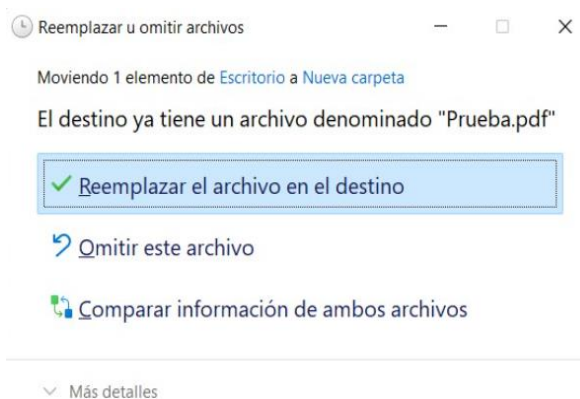 Reemplazar u omitir archivos
Moviendo 1 elemento de Escritorio a Nueva carpeta
El destino ya tiene un archivo denominado "Prueba.pdf"
Reemplazar el archivo en el destino
Omitir este archivo
Comparar información de ambos archivos
Más detalles